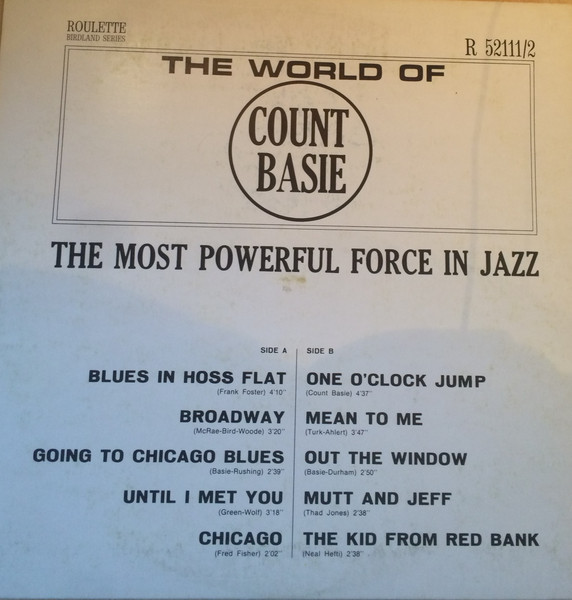 ROULETTE
BIRDLAND SERIES
R 52111/2
THE WORLD OF
COUNT
BASIE
THE MOST POWERFUL FORCE IN JAZZ
SIDE A
BLUES IN HOSS FLAT
(Frank Foster) 4'10"
BROADWAY
(McRae-Bird-Woode) 3'20"
GOING TO CHICAGO BLUES
(Basie-Rushing) 2'39"
UNTIL I MET YOU
(Green-Wolf) 3'18"
CHICAGO
(Fred Fisher) 2'02"
SIDE B
ONE O'CLOCK JUMP
(Count Basie) 4'37"
MEAN TO ME
(Turk-Ahlert) 3'47"
OUT THE WINDOW
(Basie-Durham) 2'50"
MUTT AND JEFF
(Thad Jones) 2'38"
THE KID FROM RED BANK
(Neal Hefti) 2'38"